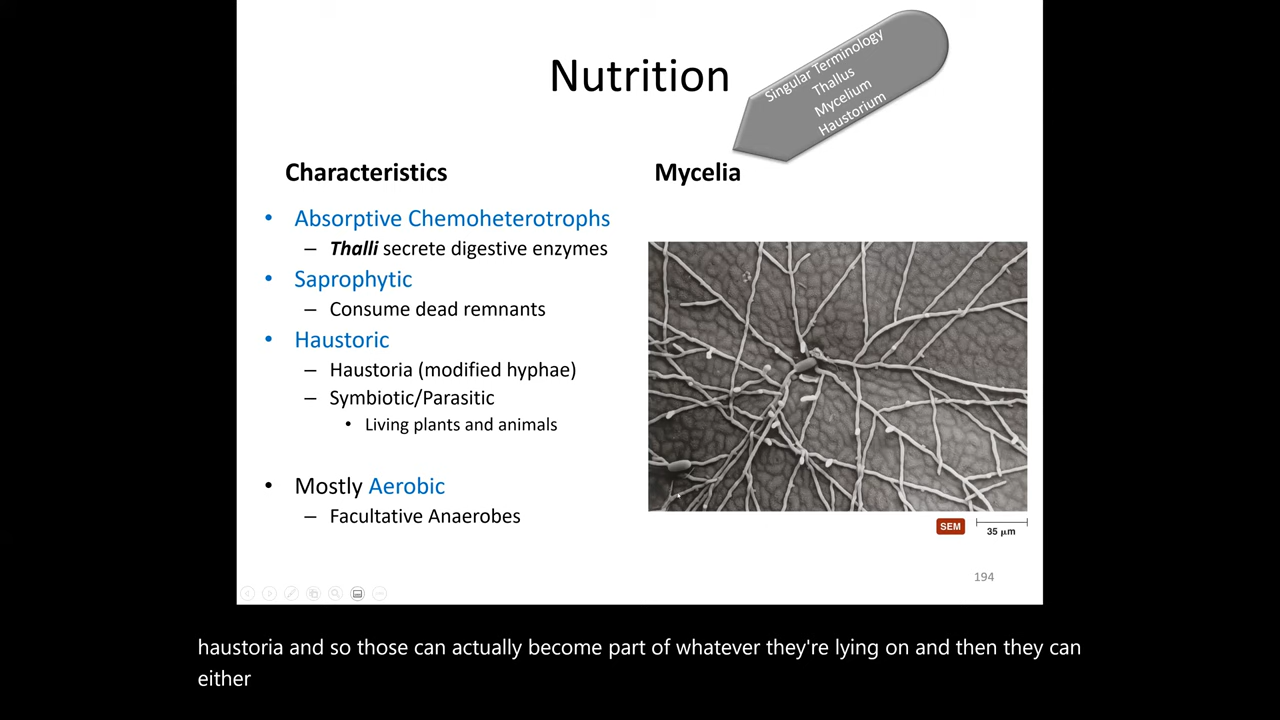 Nutrition
Singular Terminology
Thallus
Mycelium
Haustorium
Characteristics
• Absorptive Chemoheterotrophs
– Thalli secrete digestive enzymes
• Saprophytic
– Consume dead remnants
• Haustoric
– Haustoria (modified hyphae)
– Symbiotic/Parasitic
• Living plants and animals
• Mostly Aerobic
– Facultative Anaerobes
Mycelia
SEM
35 μm
194
haustoria and so those can actually become part of whatever they're lying on and then they can
either